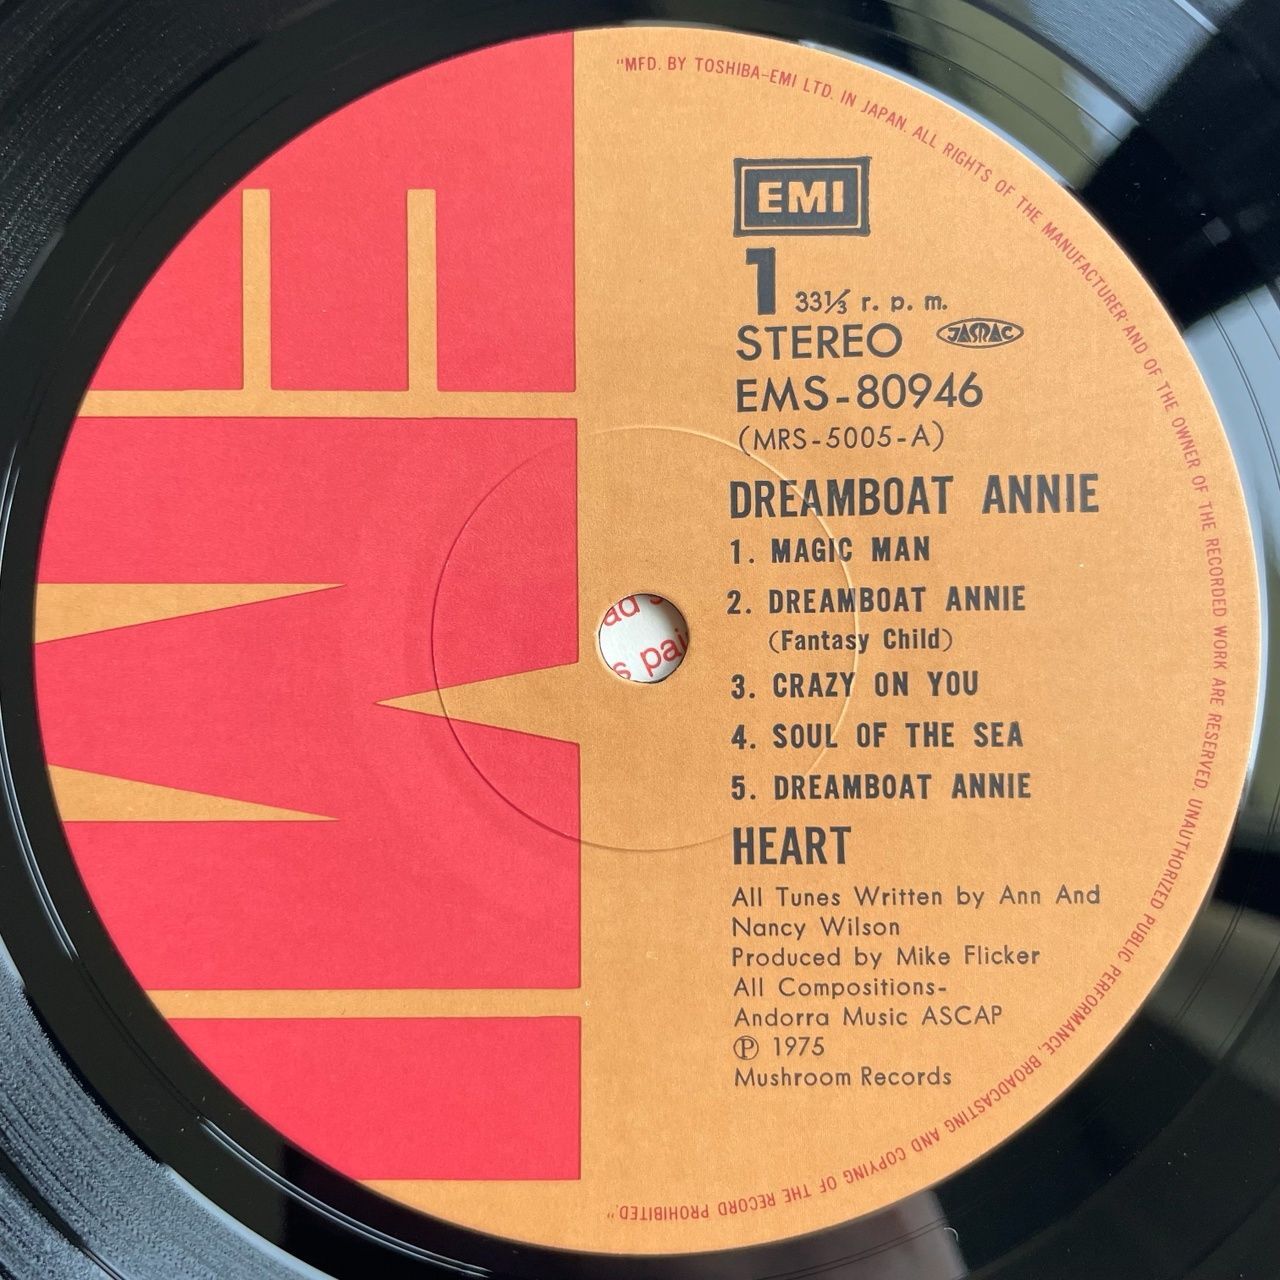 "MFD. BY TOSHIBA-EMI LTD. IN JAPAN. ALL RIGHTS OF THE MANUFACTURER AND OF THE OWNER OF THE RECORDED WORK ARE RESERVED. UNAUTHORIZED PUBLIC PERFORMANCE, BROADCASTING AND COPYING OF THE RECORD PROHIBITED."
EMI
EMI
1 33⅓ r. p. m.
STEREO JASRAC
EMS-80946
(MRS-5005-A)
DREAMBOAT ANNIE
1. MAGIC MAN
2. DREAMBOAT ANNIE
(Fantasy Child)
3. CRAZY ON YOU
4. SOUL OF THE SEA
5. DREAMBOAT ANNIE
HEART
All Tunes Written by Ann And
Nancy Wilson
Produced by Mike Flicker
All Compositions-
Andorra Music ASCAP
Ⓟ 1975
Mushroom Records